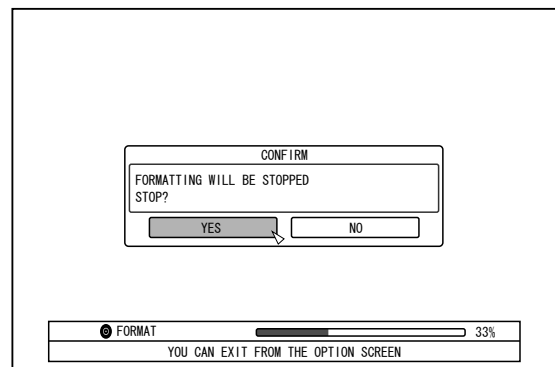 CONFIRM
FORMATTING WILL BE STOPPED
STOP?
YES NO
FORMAT 33%
YOU CAN EXIT FROM THE OPTION SCREEN